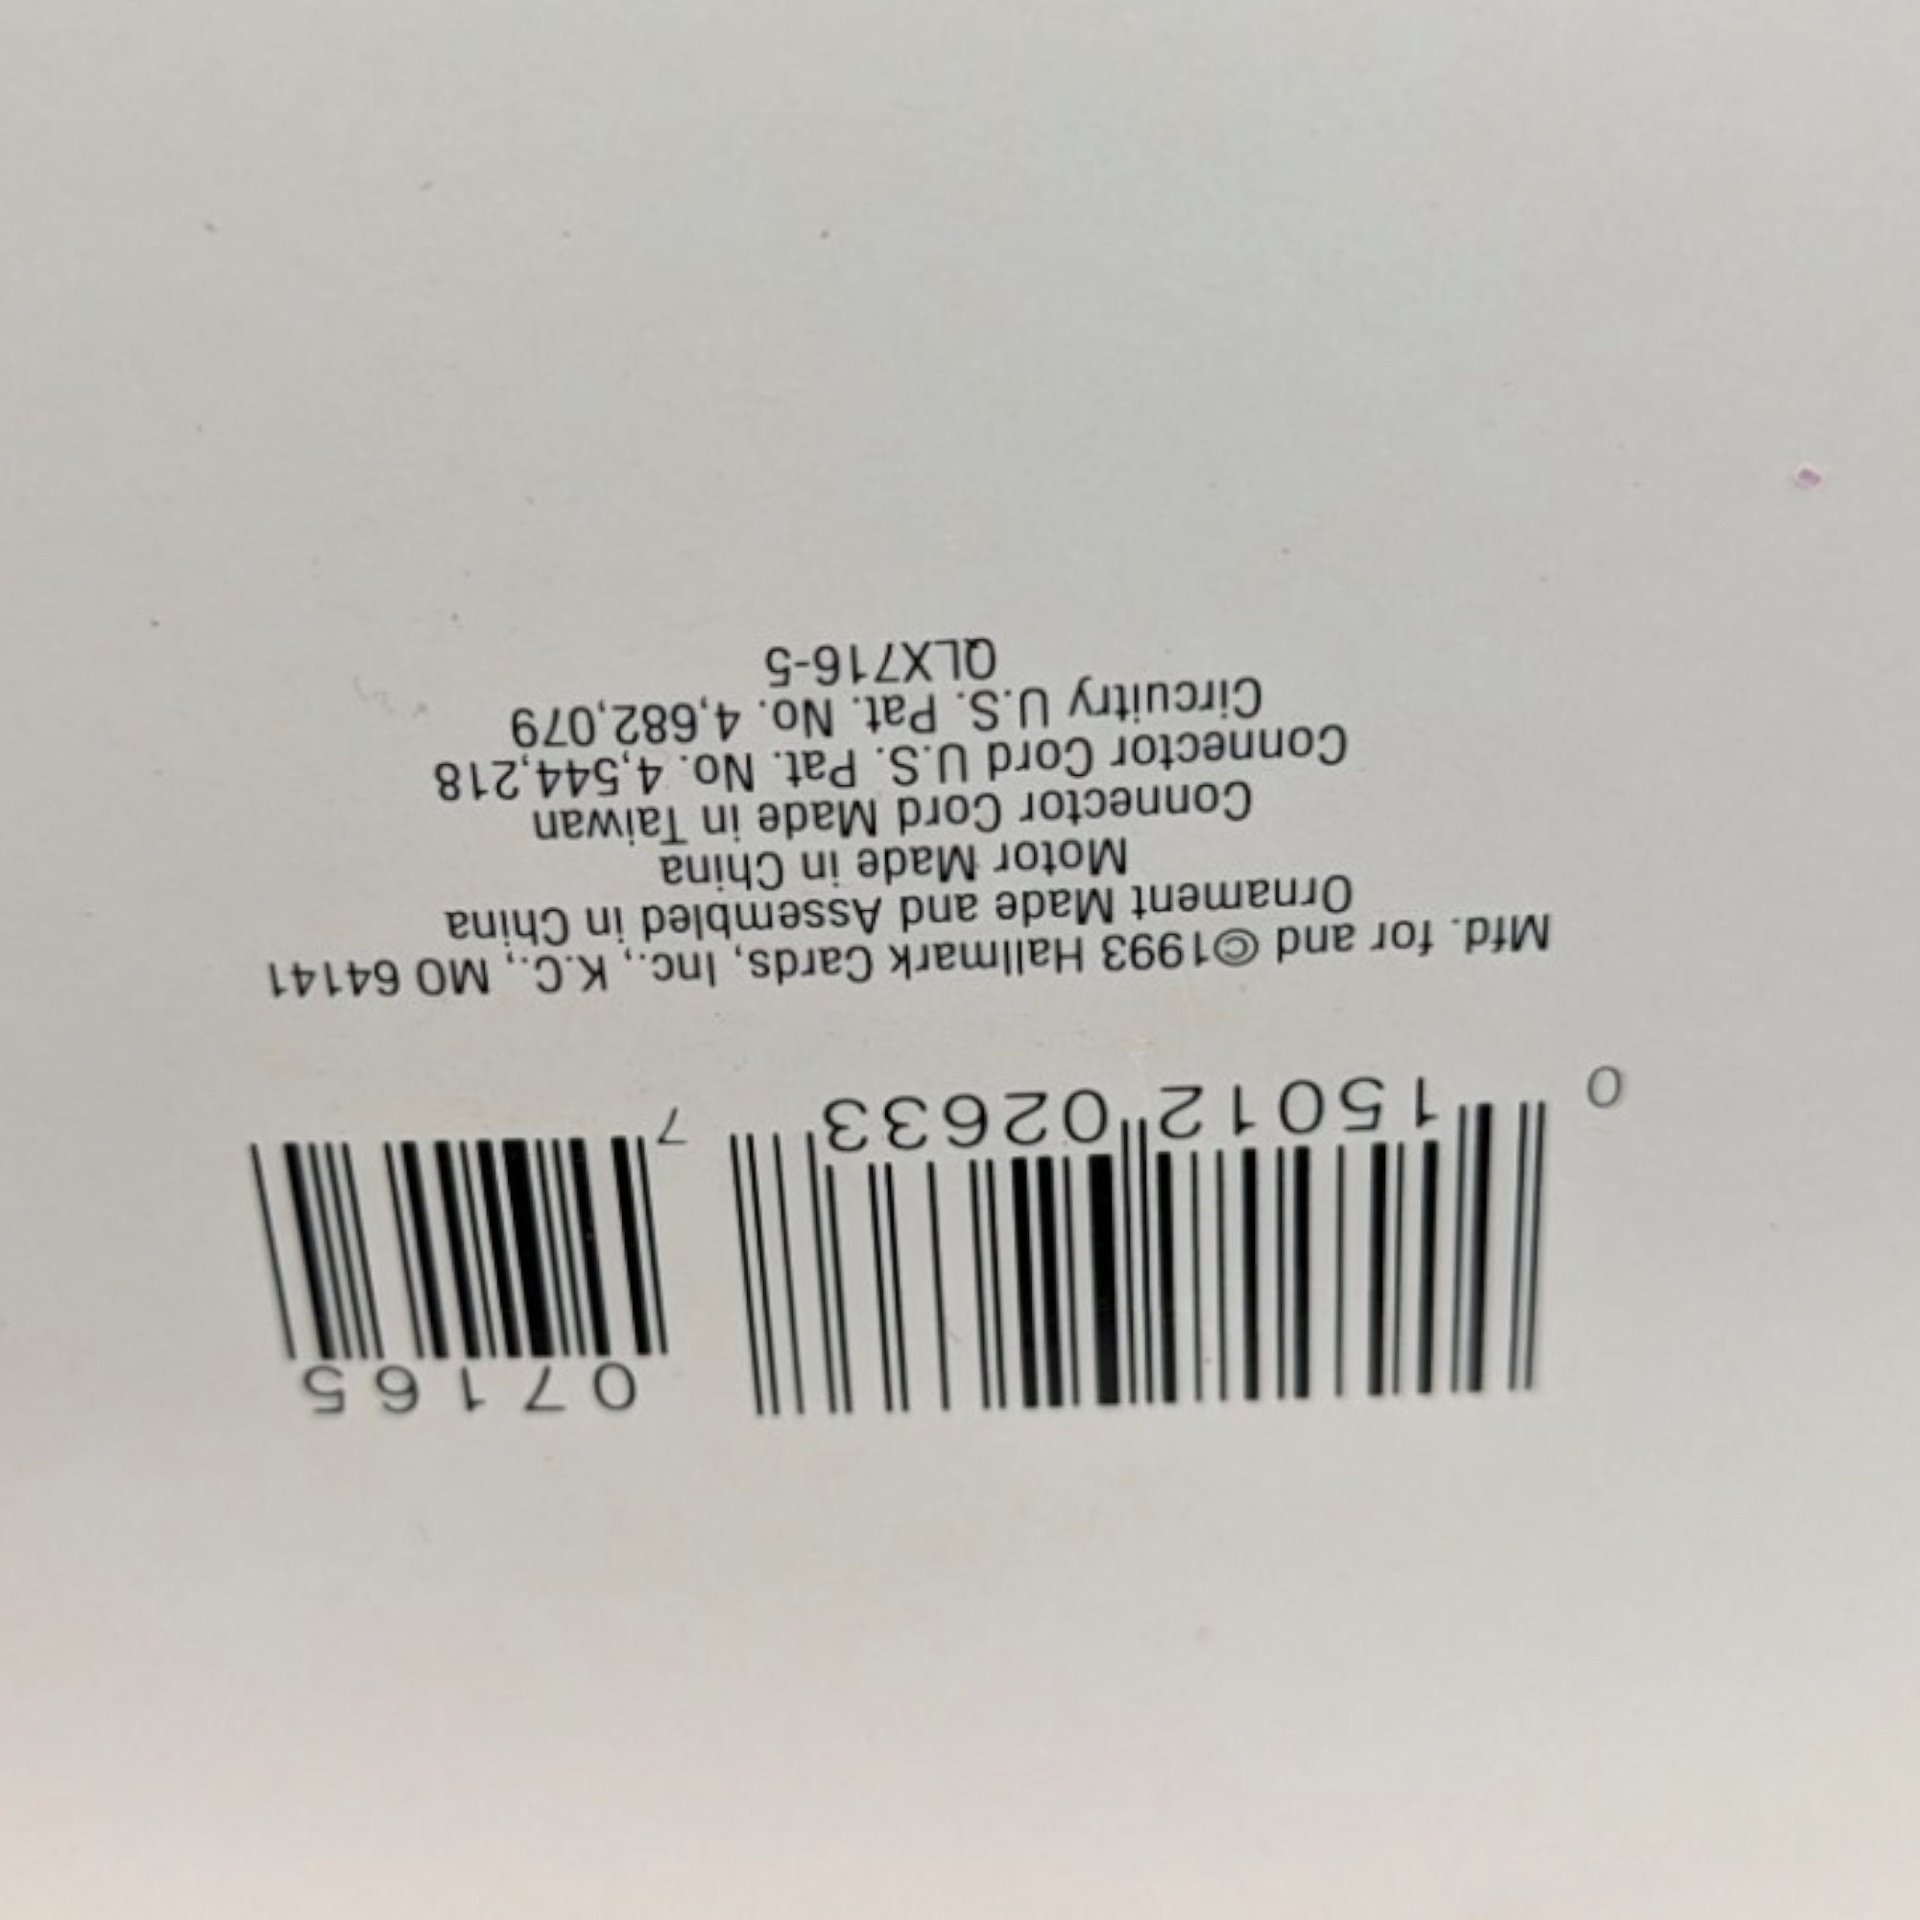 07165
0 15012 02633 7
Mfd. for and ©1993 Hallmark Cards, Inc., K.C., MO 64141
Ornament Made and Assembled in China
Motor Made in China
Connector Cord Made in Taiwan
Connector Cord U.S. Pat. No. 4,544,218
Circuitry U.S. Pat. No. 4,682,079
QLX716-5